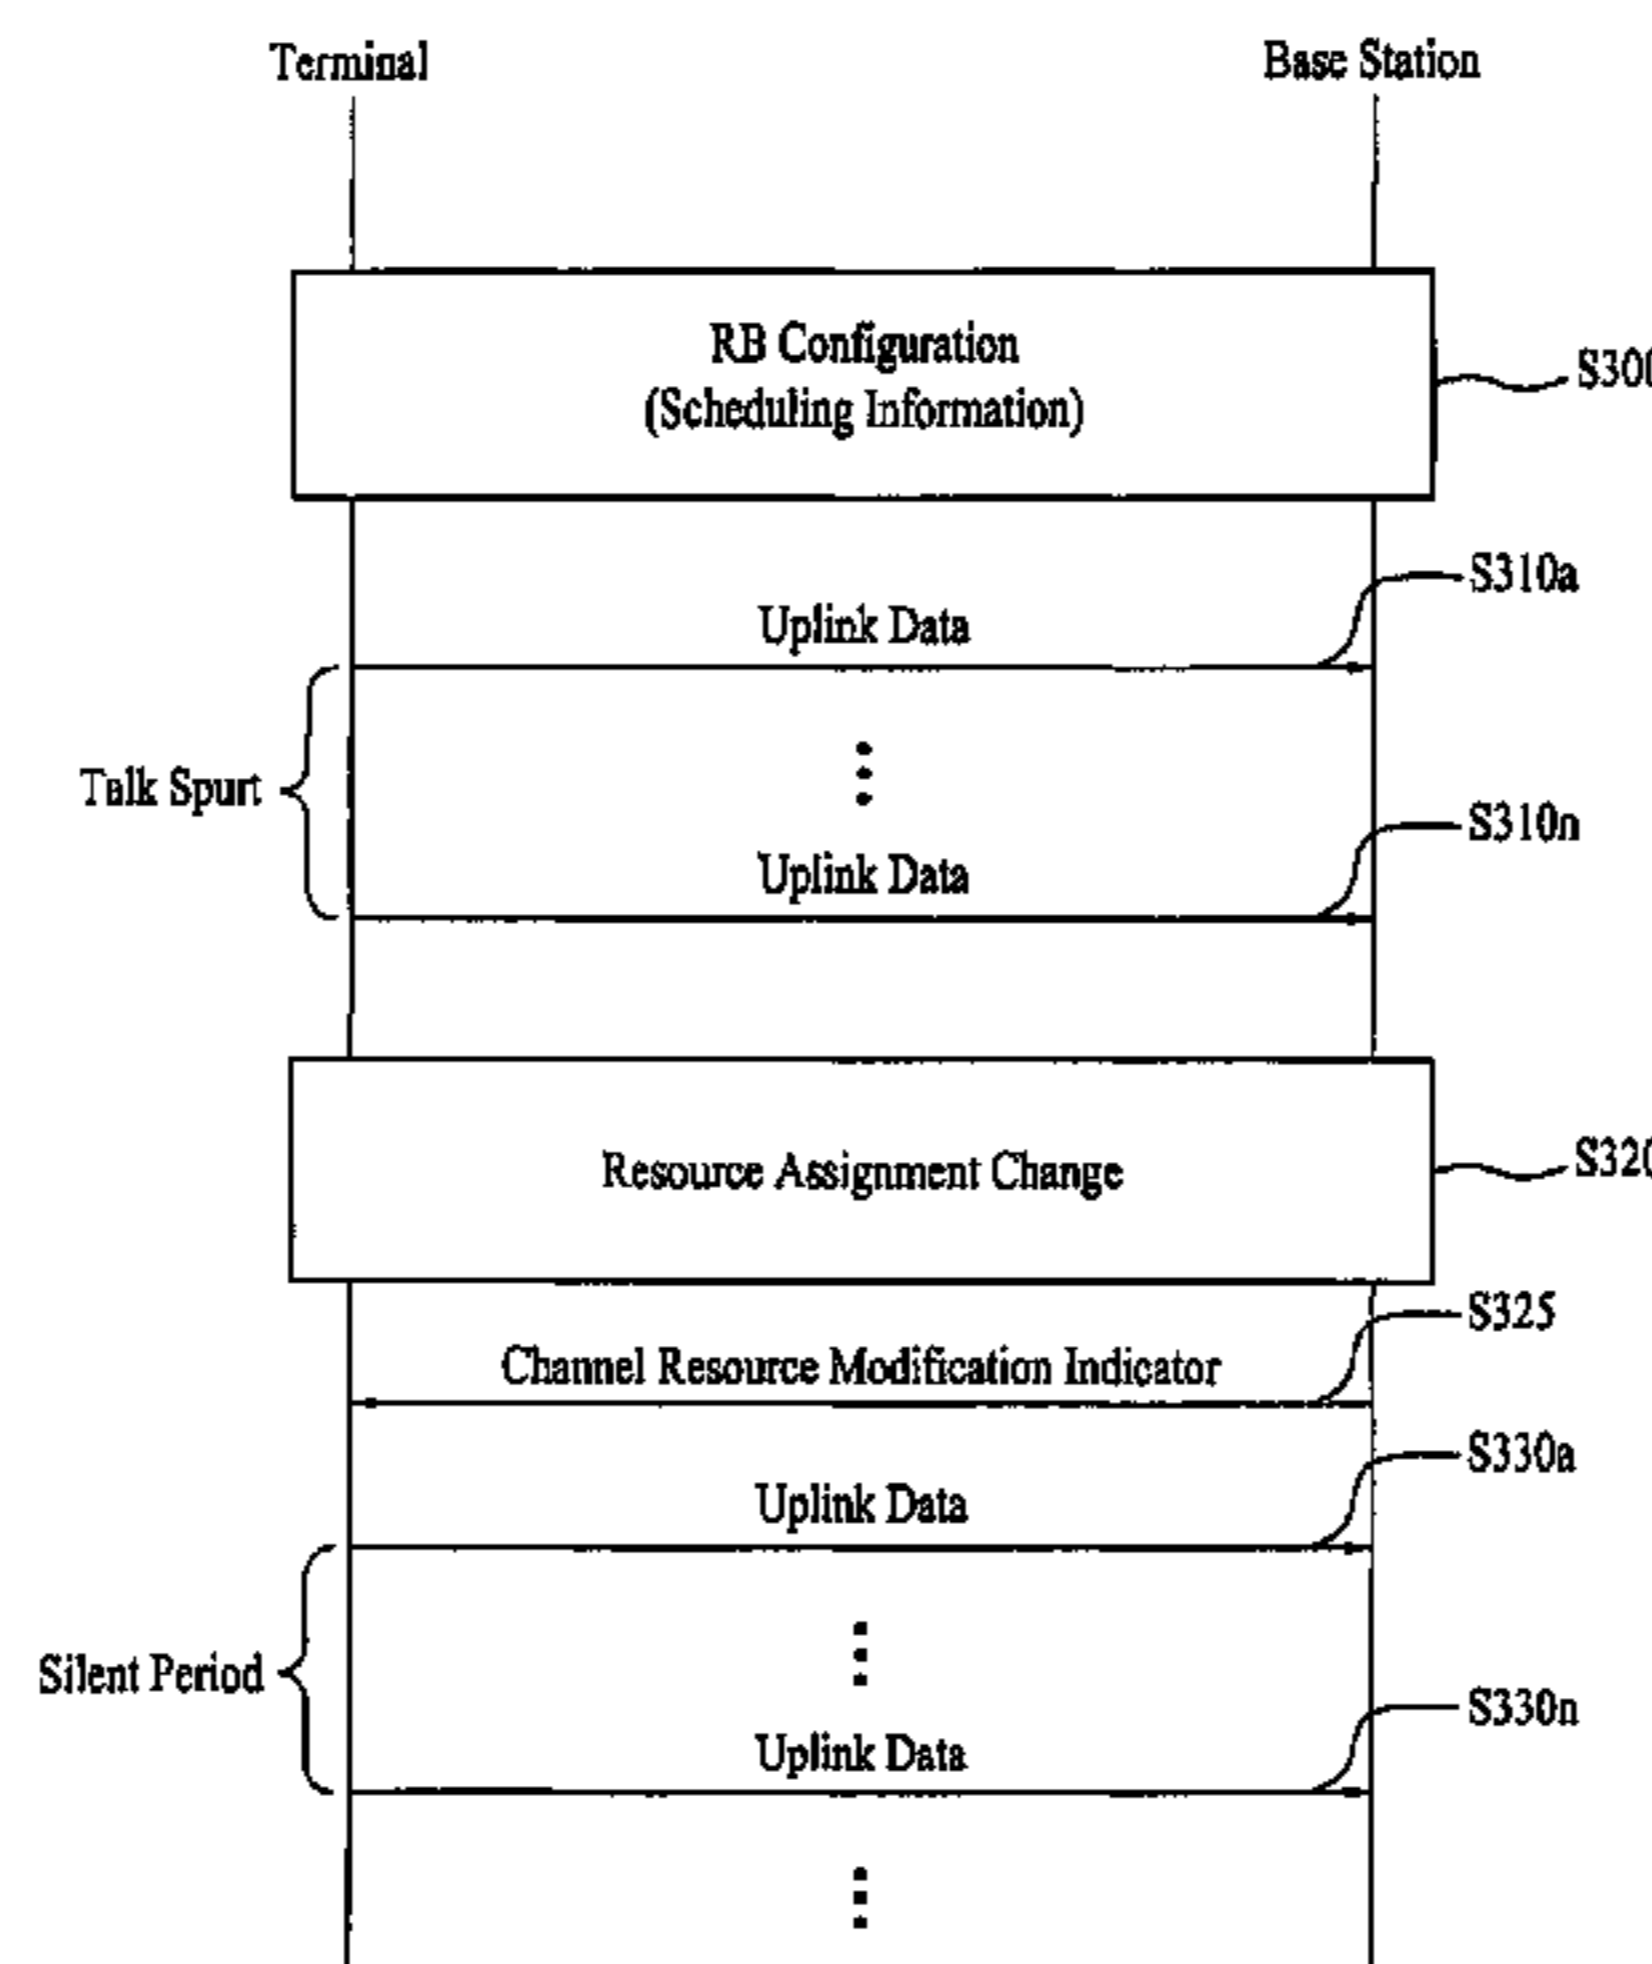 Terminal
Base Station
RB Configuration
(Scheduling Information)
S300
S310a
Uplink Data
Talk Spurt
S310n
Uplink Data
Resource Assignment Change
S320
S325
Channel Resource Modification Indicator
S330a
Uplink Data
Silent Period
S330n
Uplink Data